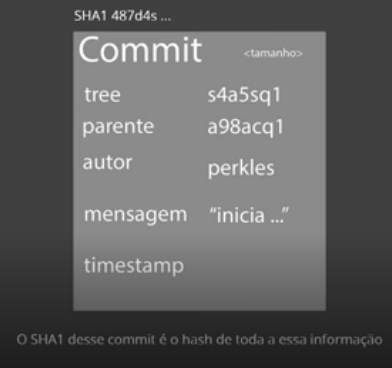 SHA1 487d4s ...
Commit <tamanho>
tree s4a5sq1
parente a98acq1
autor perkles
mensagem “inicia ...”
timestamp
O SHA1 desse commit é o hash de toda a essa informação